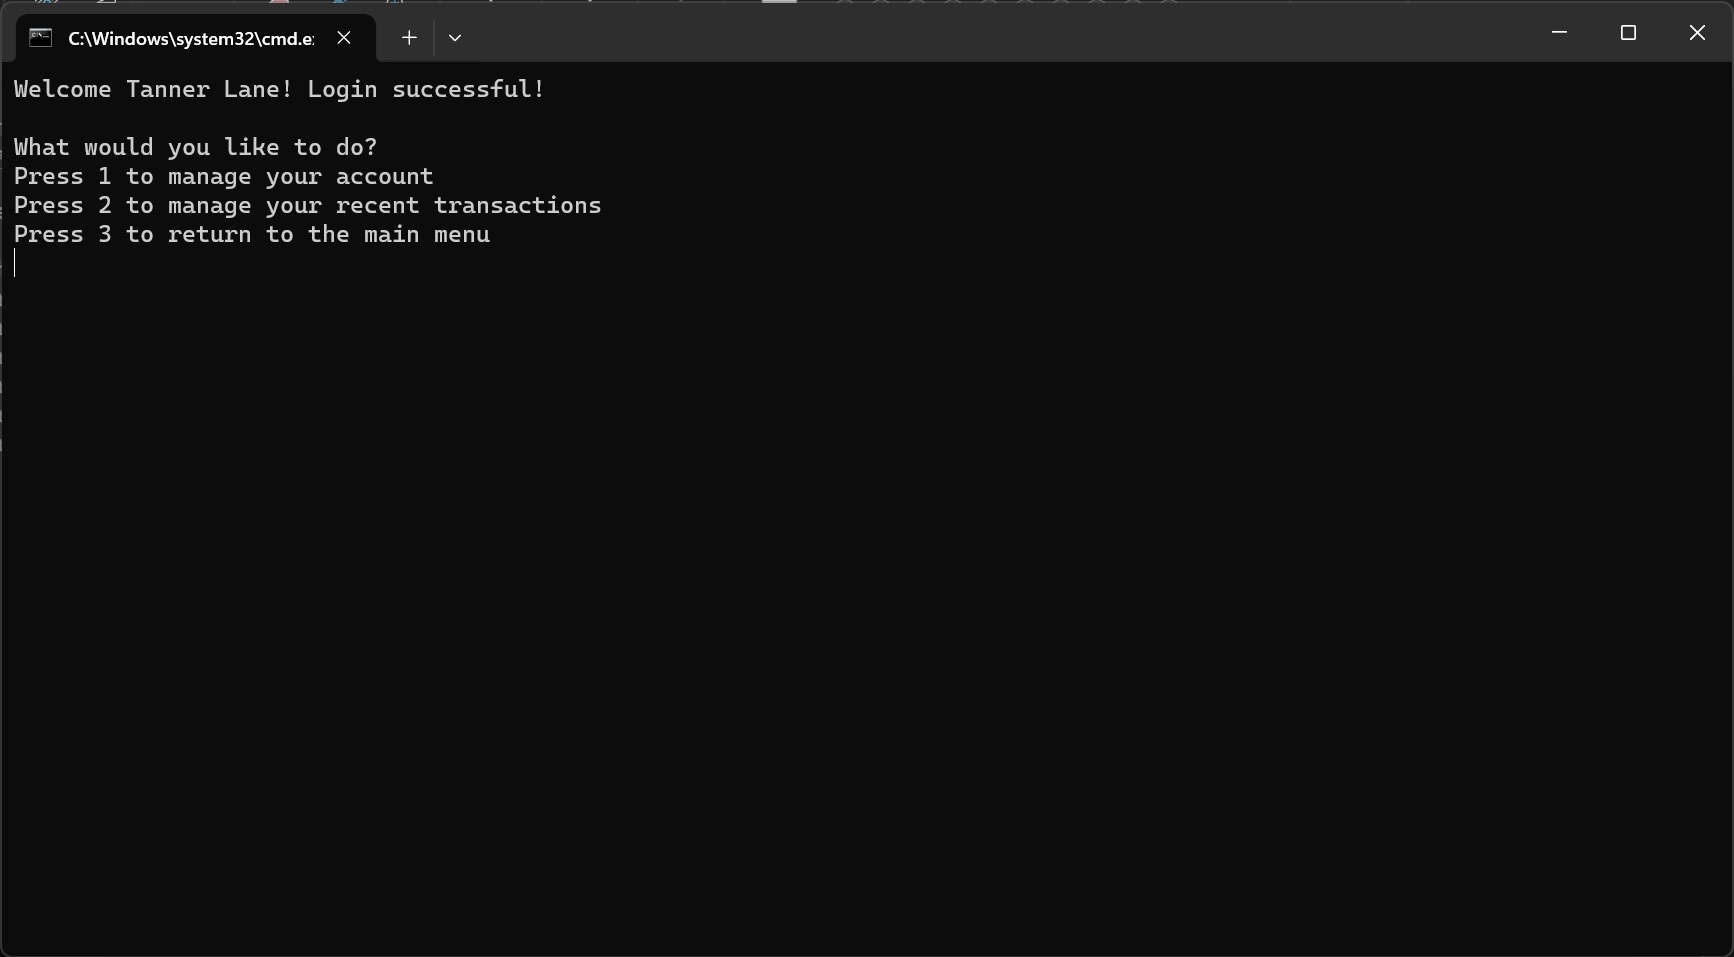 C:\Windows\system32\cmd.e
Welcome Tanner Lane! Login successful!
What would you like to do?
Press 1 to manage your account
Press 2 to manage your recent transactions
Press 3 to return to the main menu